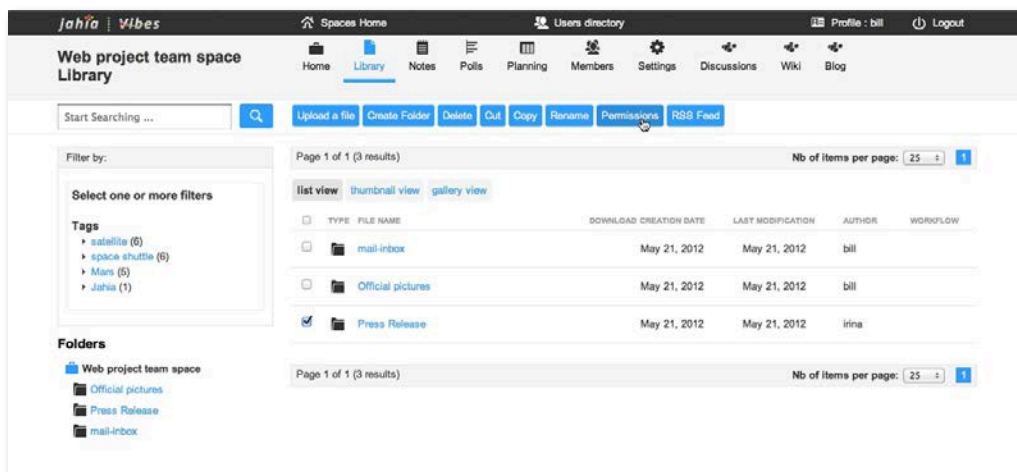 jahia | Vibes
Spaces Home
Users directory
Profile : bill
Logout
Web project team space
Library
Home
Library
Notes
Polls
Planning
Members
Settings
Discussions
Wiki
Blog
Start Searching ...
Upload a file
Create Folder
Delete
Cut
Copy
Rename
Permissions
RSS Feed
Filter by:
Select one or more filters
Tags
satellite (6)
space shuttle (6)
Mars (5)
Jahia (1)
Folders
Web project team space
Official pictures
Press Release
mail-inbox
Page 1 of 1 (3 results)
Nb of items per page: 25 1
list view thumbnail view gallery view
TYPE FILE NAME DOWNLOAD CREATION DATE LAST MODIFICATION AUTHOR WORKFLOW
mail-inbox May 21, 2012 May 21, 2012 bill
Official pictures May 21, 2012 May 21, 2012 bill
Press Release May 21, 2012 May 21, 2012 irina
Page 1 of 1 (3 results)
Nb of items per page: 25 1